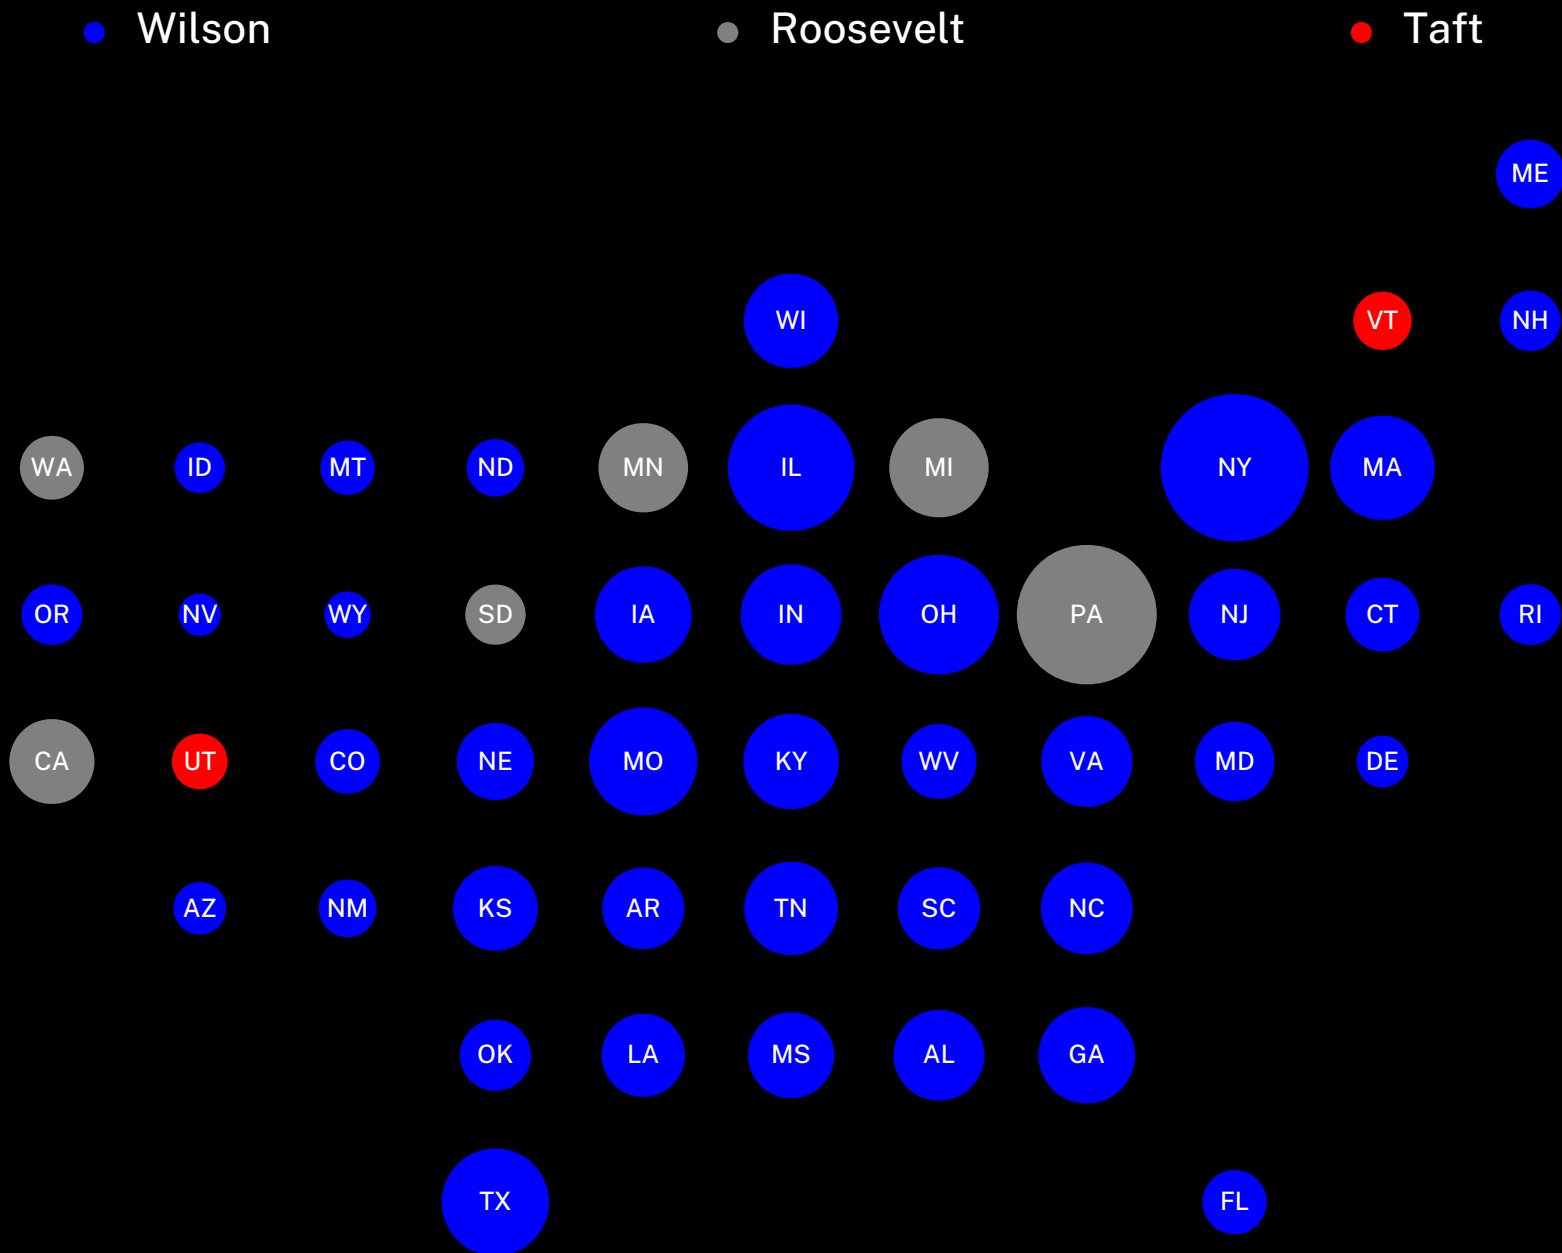 Wilson Roosevelt Taft
ME
WI VT NH
WA ID MT ND MN IL MI NY MA
OR NV WY SD IA IN OH PA NJ CT RI
CA UT CO NE MO KY WV VA MD DE
AZ NM KS AR TN SC NC
OK LA MS AL GA
TX FL